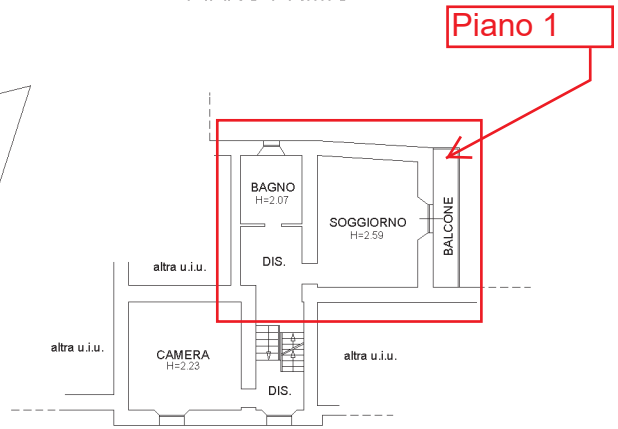 Piano 1
BAGNO
H=2.07
SOGGIORNO
H=2.59
BALCONE
DIS.
altra u.i.u.
altra u.i.u.
CAMERA
H=2.23
altra u.i.u.
DIS.